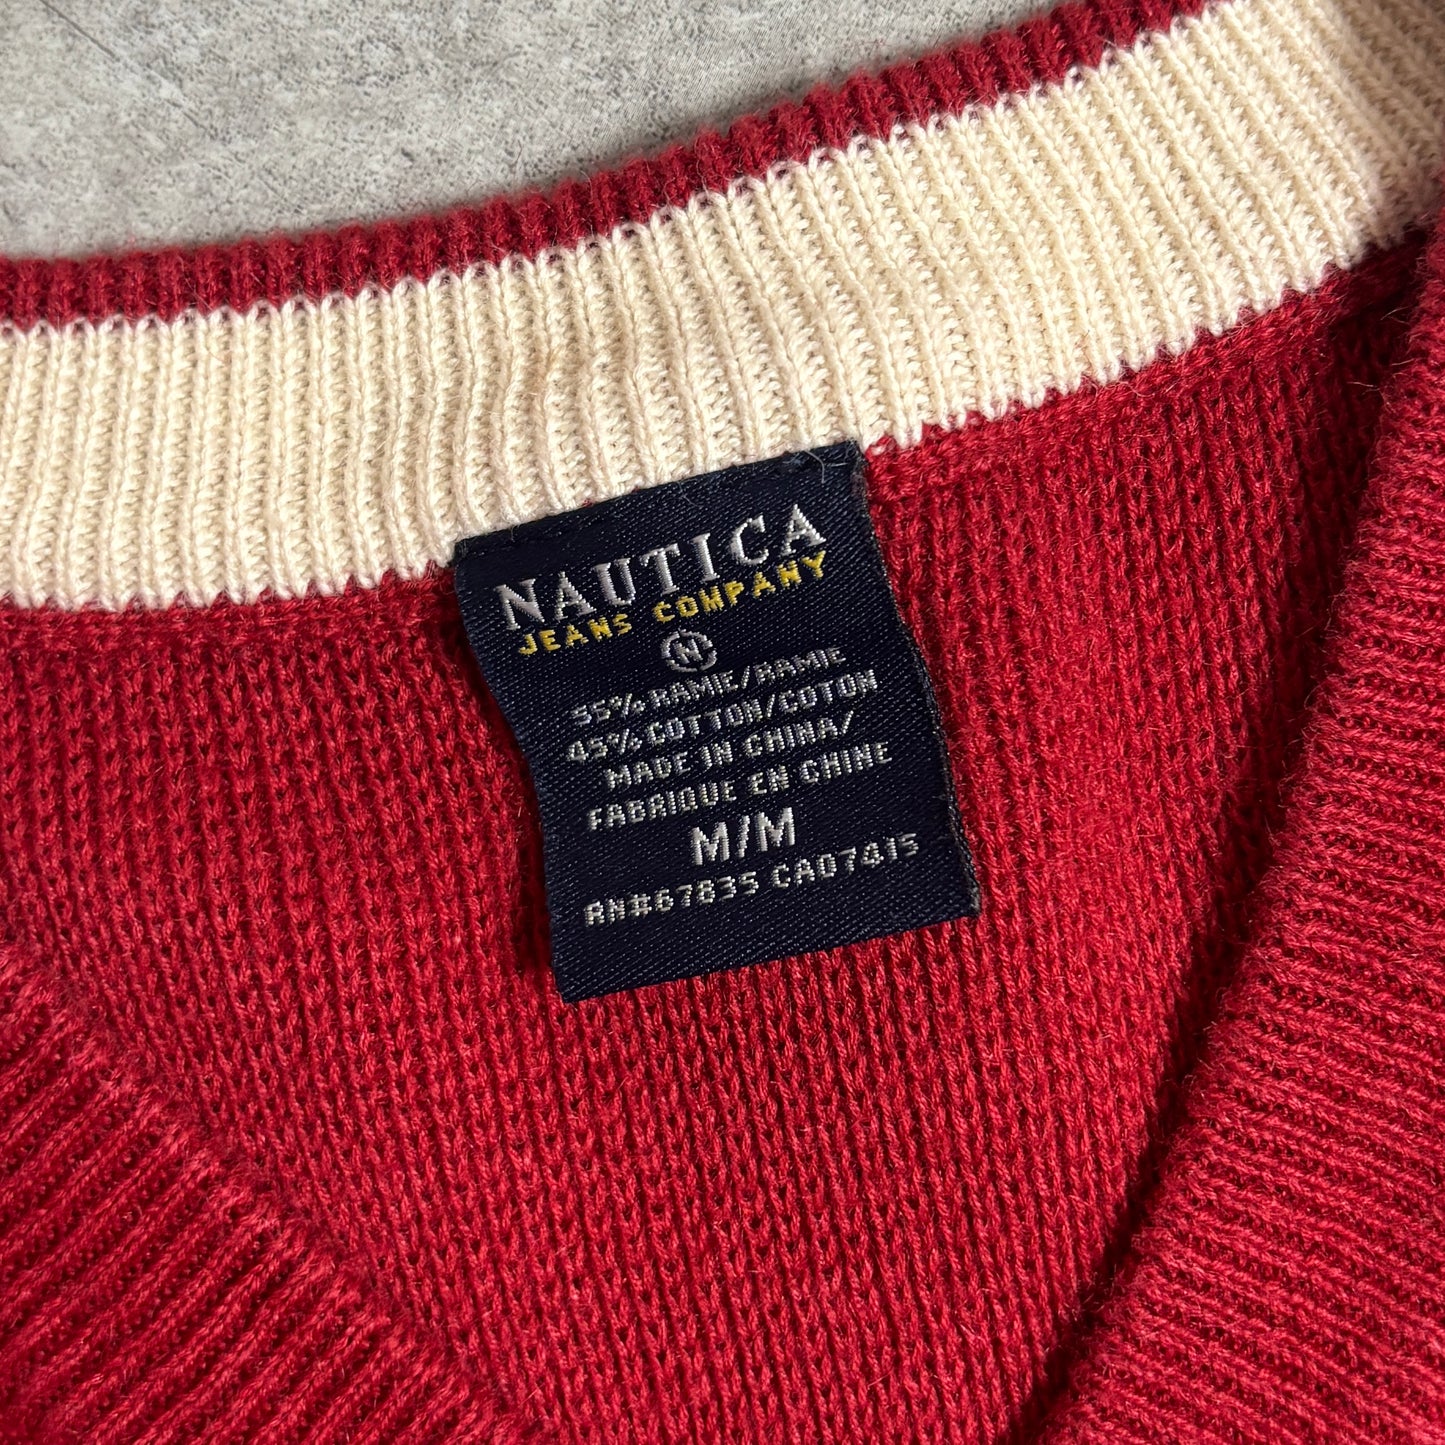 NAUTICA
JEANS COMPANY
N
55% RAMIE/RAMIE
45% COTTON/COTON
MADE IN CHINA/
FABRIQUE EN CHINE
M/M
RN#67835 CA07415